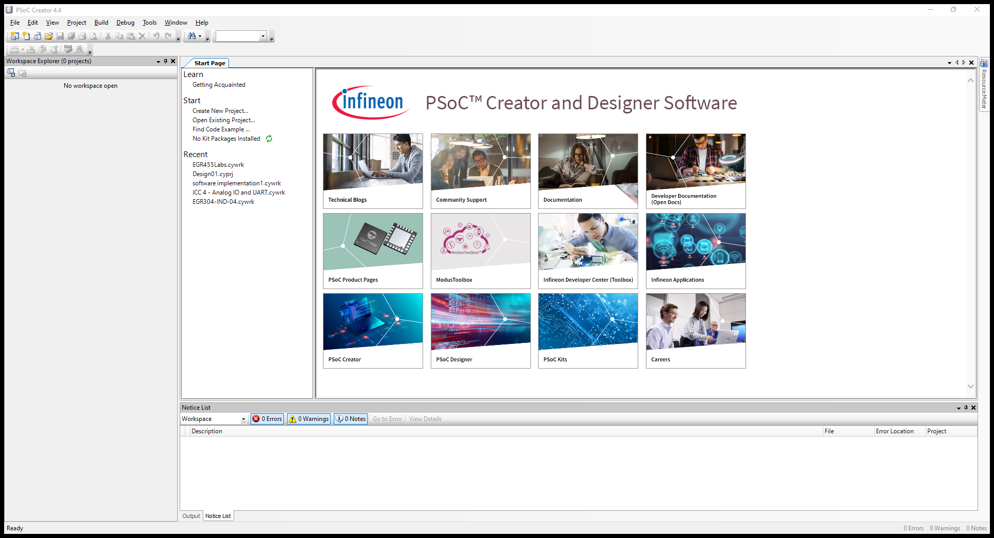 PSoC Creator 4.4
File Edit View Project Build Debug Tools Window Help
Workspace Explorer (0 projects)
No workspace open
Start Page
Learn
Getting Acquainted
Start
Create New Project...
Open Existing Project...
Find Code Example ...
No Kit Packages Installed
Recent
EGR455Labs.cywrk
Design01.cyprj
software implementation1.cywrk
ICC 4 - Analog IO and UART.cywrk
EGR304-IND-04.cywrk
infineon
PSoC™ Creator and Designer Software
Technical Blogs
Community Support
Documentation
Developer Documentation
(Open Docs)
PSoC Product Pages
ModusToolbox
ModusToolbox
Infineon Developer Center (Toolbox)
Infineon Applications
PSoC Creator
PSoC Designer
PSoC Kits
Careers
Resource Meter
Notice List
Workspace 0 Errors 0 Warnings 0 Notes Go to Error View Details
Description File Error Location Project
Output Notice List
Ready 0 Errors 0 Warnings 0 Notes